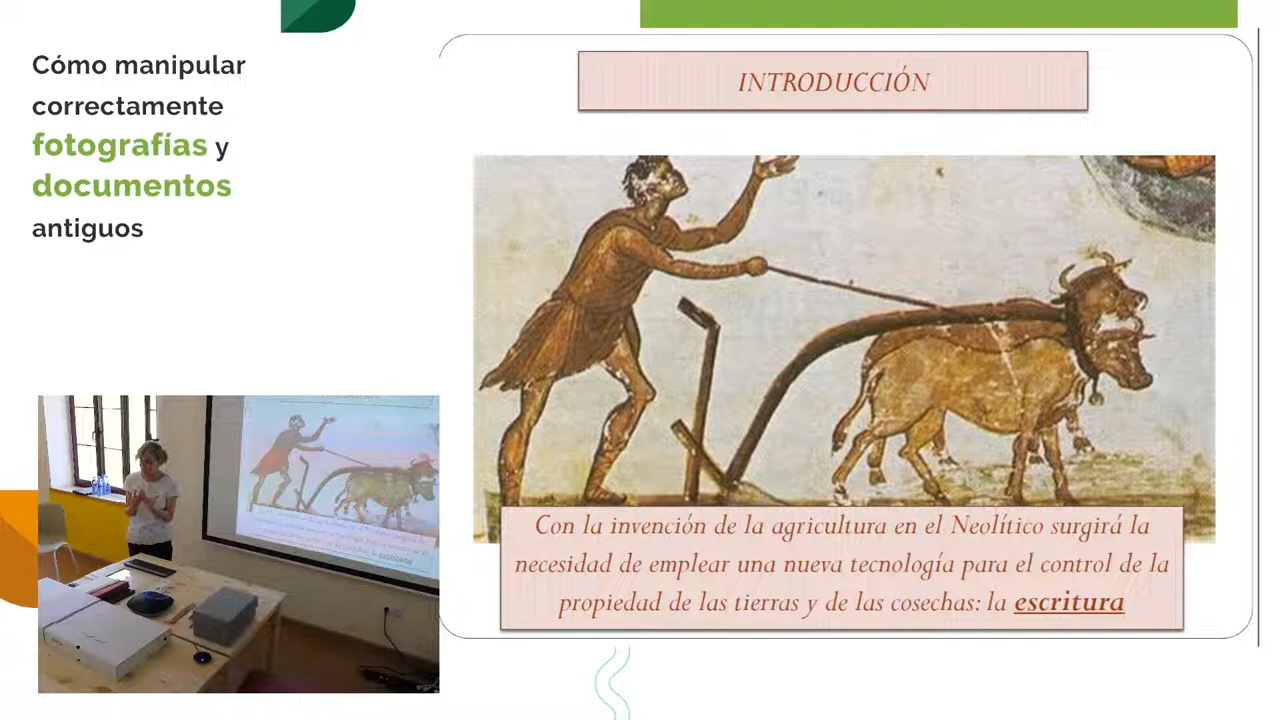 Cómo manipular
correctamente
fotografías y
documentos
antiguos
INTRODUCCIÓN
Con la invención de la agricultura en el Neolítico surgirá la
necesidad de emplear una nueva tecnología para el control de la
propiedad de las tierras y de las cosechas: la escritura